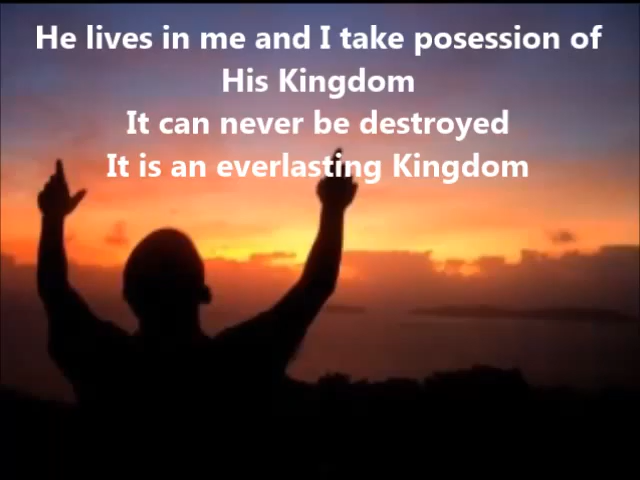 He lives in me and I take posession of
His Kingdom
It can never be destroyed
It is an everlasting Kingdom